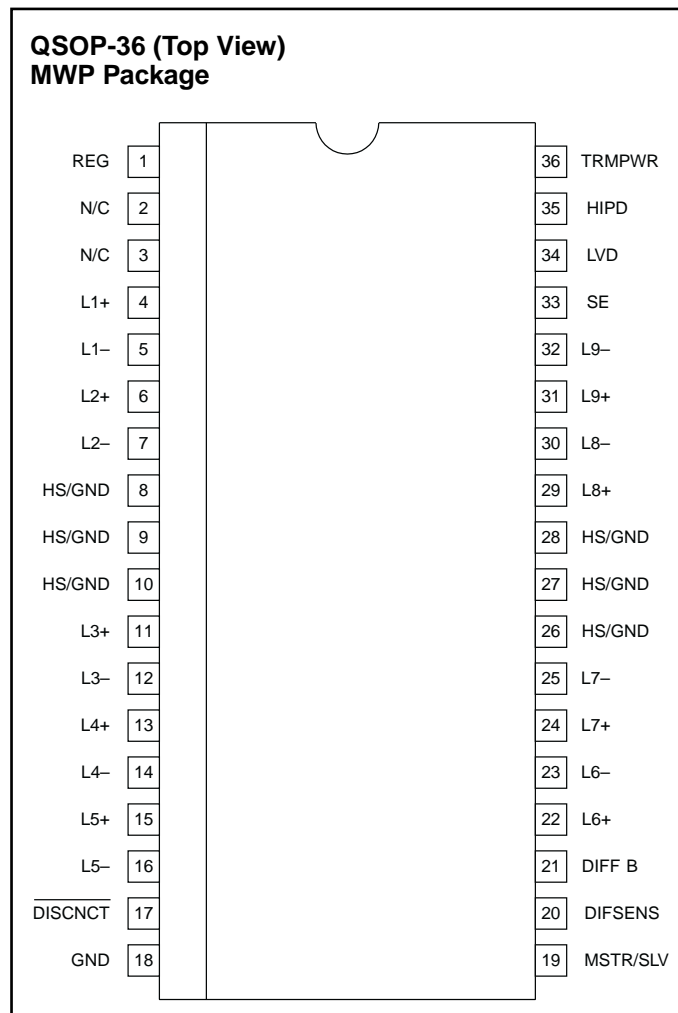 QSOP-36 (Top View)
MWP Package
REG 1 36 TRMPWR
N/C 2 35 HIPD
N/C 3 34 LVD
L1+ 4 33 SE
L1– 5 32 L9–
L2+ 6 31 L9+
L2– 7 30 L8–
HS/GND 8 29 L8+
HS/GND 9 28 HS/GND
HS/GND 10 27 HS/GND
L3+ 11 26 HS/GND
L3– 12 25 L7–
L4+ 13 24 L7+
L4– 14 23 L6–
L5+ 15 22 L6+
L5– 16 21 DIFF B
DISCNCT 17 20 DIFSENS
GND 18 19 MSTR/SLV